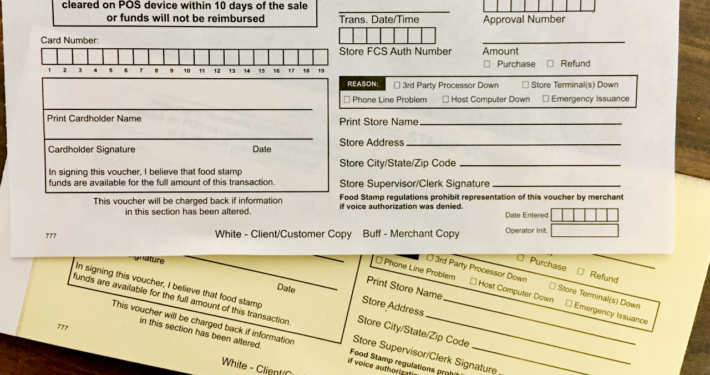 cleared on POS device within 10 days of the sale
or funds will not be reimbursed
Card Number:
1 2 3 4 5 6 7 8 9 10 11 12 13 14 15 16 17 18 19
Print Cardholder Name
Cardholder Signature Date
In signing this voucher, I believe that food stamp
funds are available for the full amount of this transaction.
This voucher will be charged back if information
in this section has been altered.
777
Trans. Date/Time
Approval Number
Store FCS Auth Number
Amount
☐ Purchase ☐ Refund
REASON: ☐ 3rd Party Processor Down ☐ Store Terminal(s) Down
☐ Phone Line Problem ☐ Host Computer Down ☐ Emergency Issuance
Print Store Name
Store Address
Store City/State/Zip Code
Store Supervisor/Clerk Signature
Food Stamp regulations prohibit representation of this voucher by merchant
if voice authorization was denied.
Date Entered
Operator Init.
White - Client/Customer Copy Buff - Merchant Copy
Date
In signing this voucher, I believe that food stamp
funds are available for the full amount of this transaction.
This voucher will be charged back if information
in this section has been altered.
777
White - Client/C
☐ Purchase ☐ Refund
☐ 3rd Party Processor Down ☐ Store Terminal(s) Down
☐ Phone Line Problem ☐ Host Computer Down ☐ Emergency Issuance
Print Store Name
Store Address
Store City/State/Zip Code
Store Supervisor/Clerk Signature
Food Stamp regulations
if voice